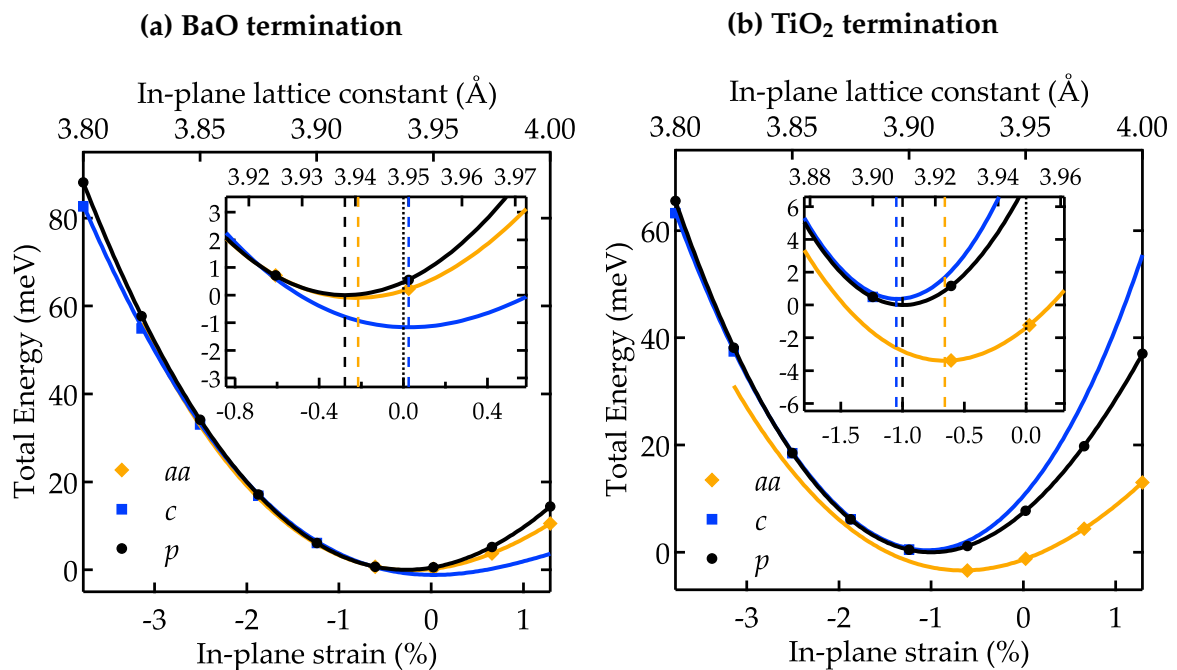 (a) BaO termination
In-plane lattice constant (Å)
3.80 3.85 3.90 3.95 4.00
3.92 3.93 3.94 3.95 3.96 3.97
3
2
1
0
-1
-2
-3
-0.8 -0.4 0.0 0.4
80
60
40
20
0
Total Energy (meV)
aa
c
p
-3 -2 -1 0 1
In-plane strain (%)
(b) TiO₂ termination
In-plane lattice constant (Å)
3.80 3.85 3.90 3.95 4.00
3.88 3.90 3.92 3.94 3.96
6
4
2
0
-2
-4
-6
-1.5 -1.0 -0.5 0.0
60
40
20
0
Total Energy (meV)
aa
c
p
-3 -2 -1 0 1
In-plane strain (%)